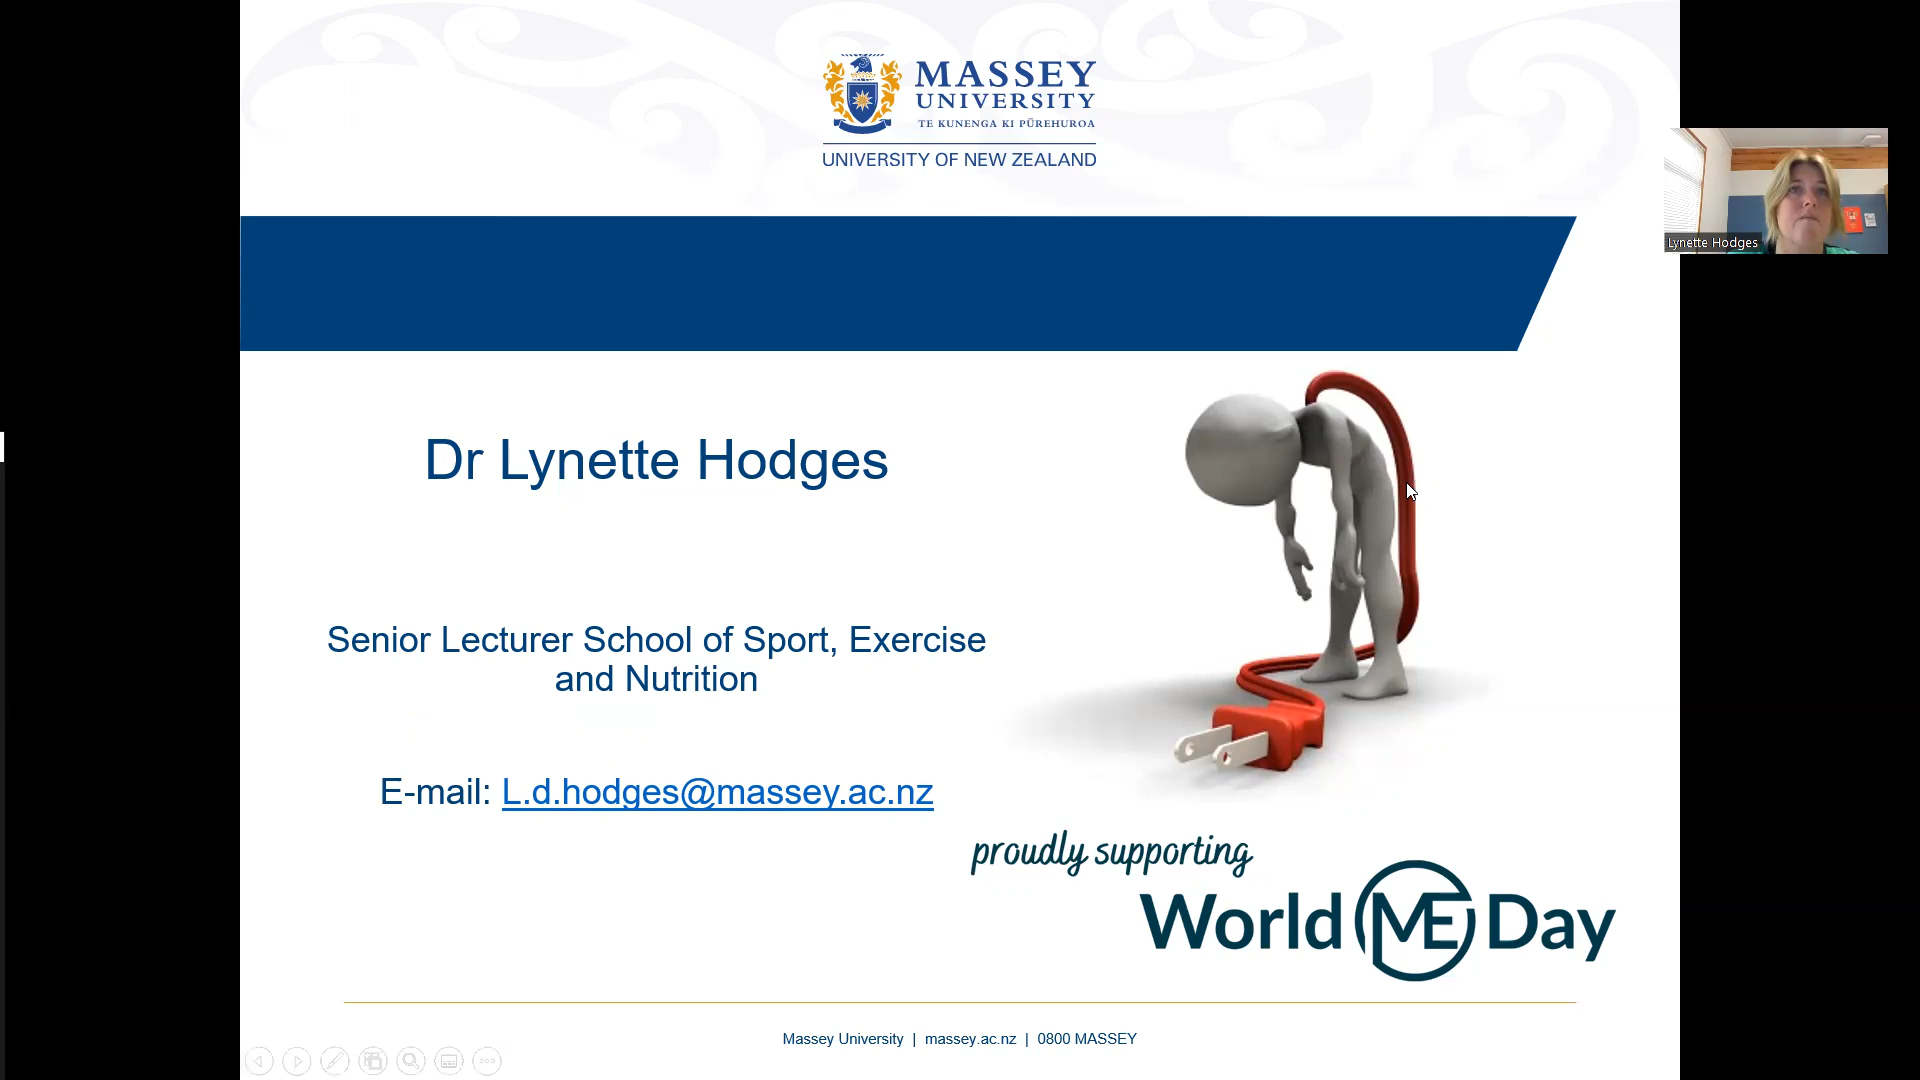 MASSEY
UNIVERSITY
TE KUNENGA KI PŪREHUROA
UNIVERSITY OF NEW ZEALAND
Lynette Hodges
Dr Lynette Hodges
Senior Lecturer School of Sport, Exercise
and Nutrition
E-mail: L.d.hodges@massey.ac.nz
proudly supporting
World ME Day
Massey University | massey.ac.nz | 0800 MASSEY